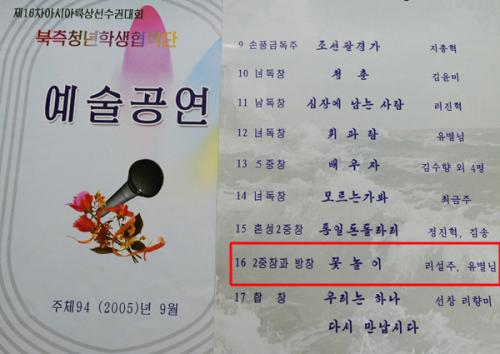 제16차아시아륙상선수권대회
북측청년학생협력단
예술공연
주체94 (2005)년 9월
9 손풍금독주 조선팔경가 지충혁
10 녀독창 청춘 김윤미
11 남독창 심장에 남는 사람 리진혁
12 녀독창 휘파람 유별님
13 5중창 배우자 김수향 외 4명
14 녀독창 모르는가봐 최금주
15 혼성2중창 통일돈돌라리 정진혁, 김송
16 2중창과 방창 꽃놀이 리설주, 유별님
17 합 창 우리는 하나 선창 리향미
다시 만납시다